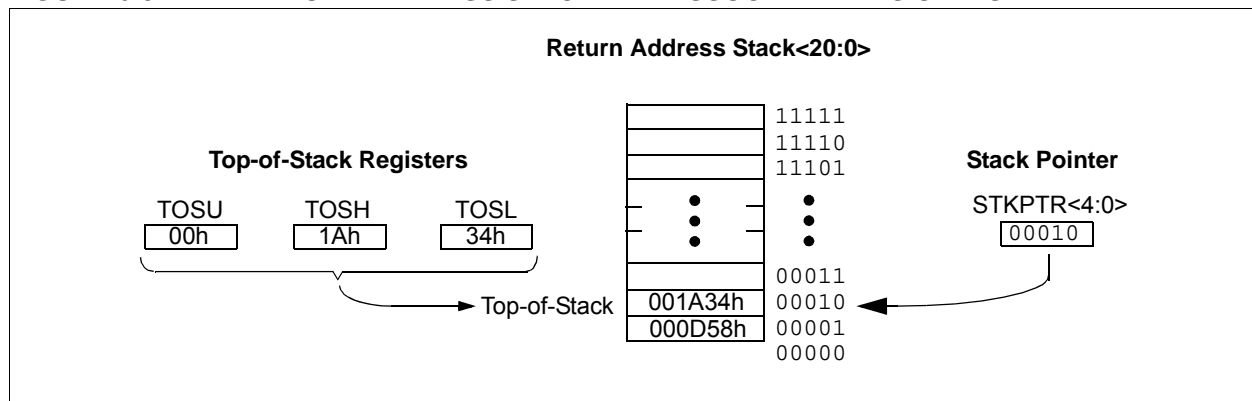 Return Address Stack<20:0>
11111
11110
11101
Top-of-Stack Registers
Stack Pointer
TOSU TOSH TOSL
STKPTR<4:0>
00h 1Ah 34h
00010
00011
Top-of-Stack 001A34h 00010
000D58h 00001
00000